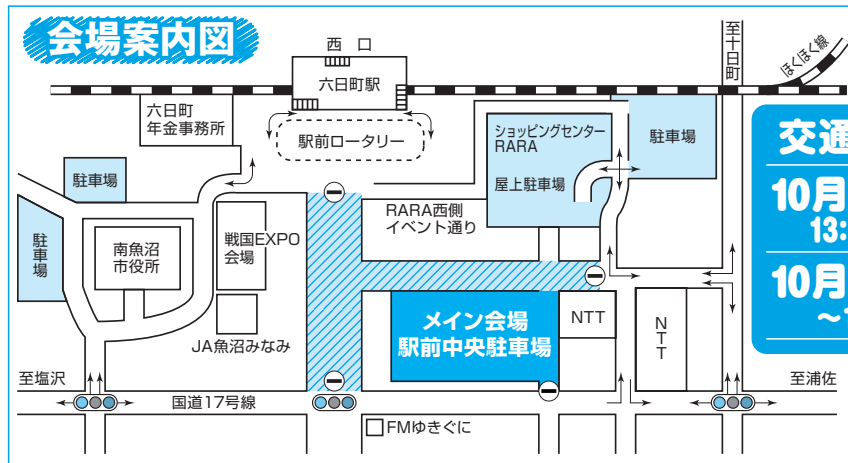 会場案内図
西口
六日町駅
至十日町
ほくほく線
六日町
年金事務所
駅前ロータリー
ショッピングセンター
RARA
屋上駐車場
駐車場
交通
駐車場
駐車場
南魚沼
市役所
戦国EXPO
会場
RARA西側
イベント通り
10月
13:
10月
〜1
JA魚沼みなみ
メイン会場
駅前中央駐車場
NTT
NTT
至塩沢
国道17号線
至浦佐
FMゆきぐに